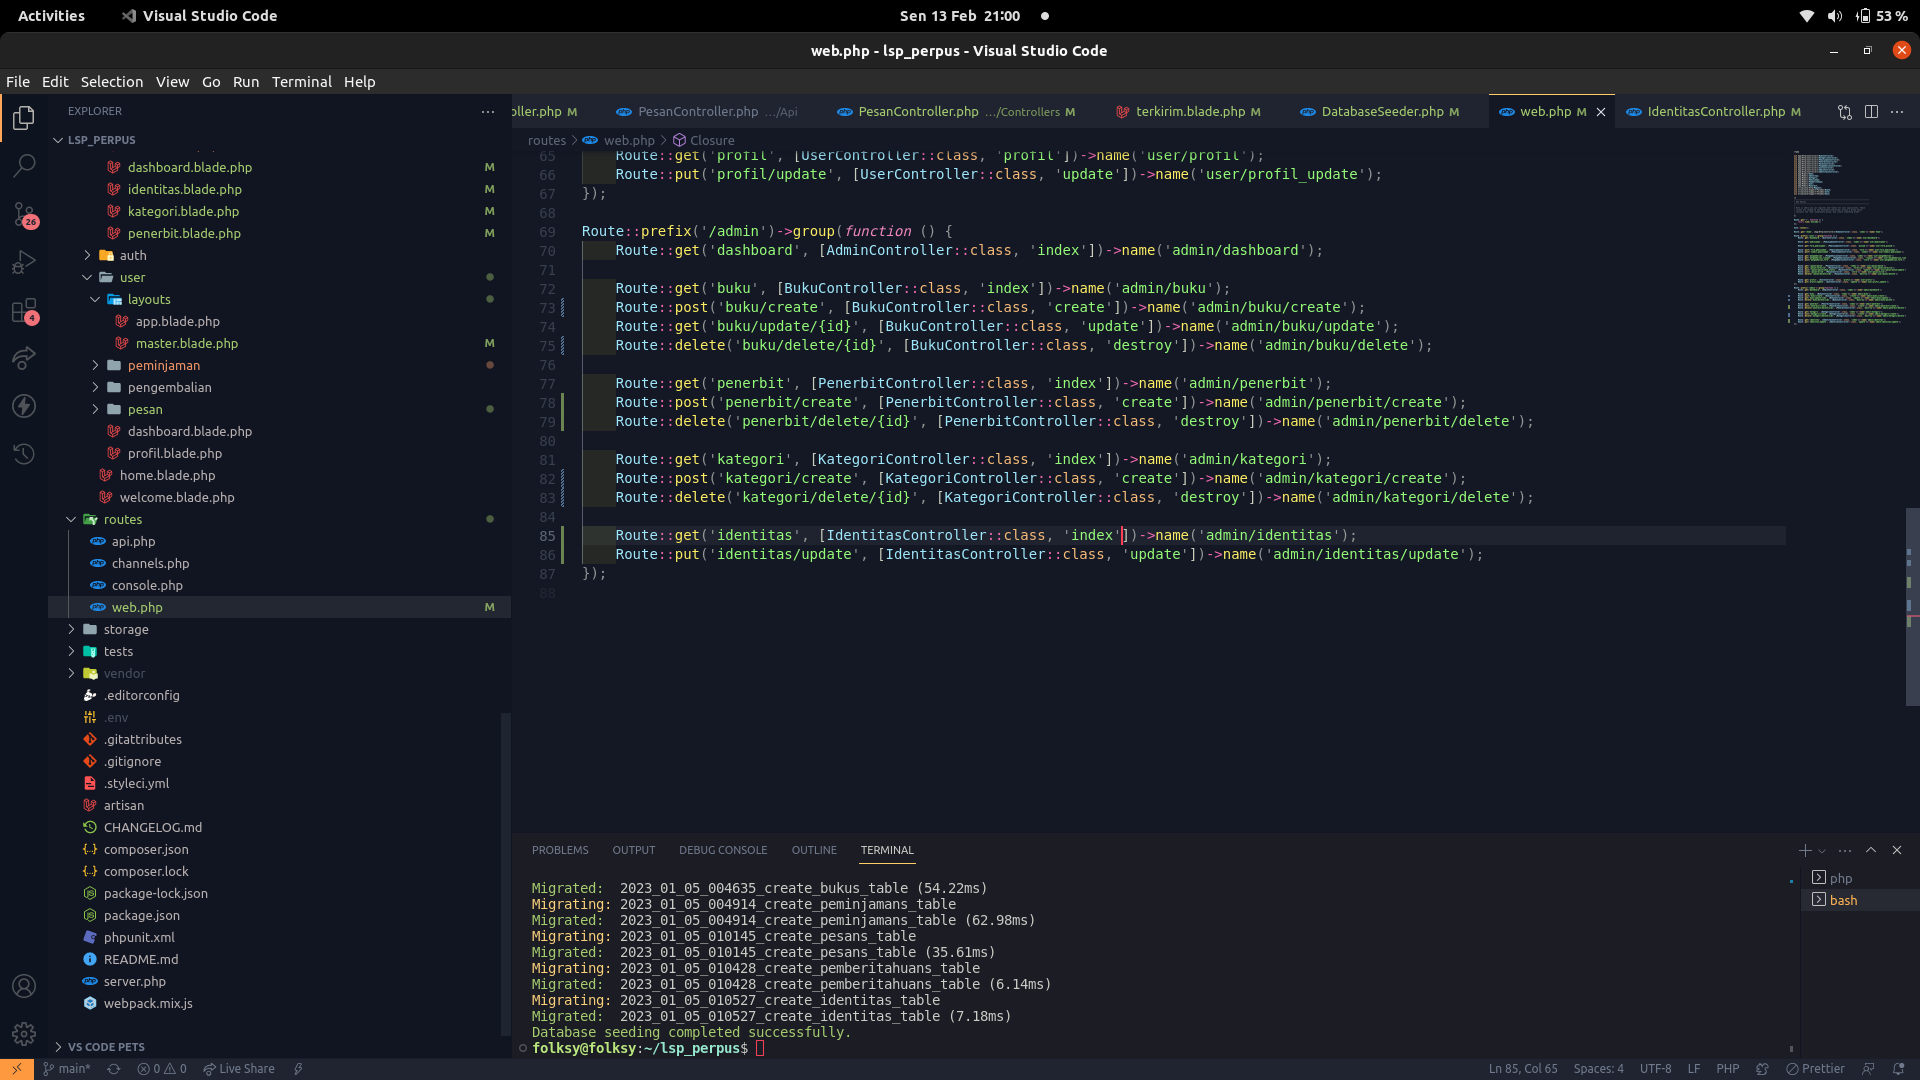 Activities
Visual Studio Code
Sen 13 Feb 21:00
53 %
web.php - lsp_perpus - Visual Studio Code
File Edit Selection View Go Run Terminal Help
EXPLORER
LSP_PERPUS
dashboard.blade.php M
identitas.blade.php M
kategori.blade.php M
penerbit.blade.php M
auth
user
layouts
app.blade.php
master.blade.php M
peminjaman
pengembalian
pesan
dashboard.blade.php
profil.blade.php
home.blade.php
welcome.blade.php
routes
api.php
channels.php
console.php
web.php M
storage
tests
vendor
.editorconfig
.env
.gitattributes
.gitignore
.styleci.yml
artisan
CHANGELOG.md
composer.json
composer.lock
package-lock.json
package.json
phpunit.xml
README.md
server.php
webpack.mix.js
VS CODE PETS
26
4
oller.php M
PesanController.php .../Api
PesanController.php .../Controllers M
terkirim.blade.php M
DatabaseSeeder.php M
web.php M
IdentitasController.php M
routes > web.php > Closure
65 Route::get('profil', [UserController::class, 'profil'])->name('user/profil');
66 Route::put('profil/update', [UserController::class, 'update'])->name('user/profil_update');
67 });
68
69 Route::prefix('/admin')->group(function () {
70 Route::get('dashboard', [AdminController::class, 'index'])->name('admin/dashboard');
71
72 Route::get('buku', [BukuController::class, 'index'])->name('admin/buku');
73 Route::post('buku/create', [BukuController::class, 'create'])->name('admin/buku/create');
74 Route::get('buku/update/{id}', [BukuController::class, 'update'])->name('admin/buku/update');
75 Route::delete('buku/delete/{id}', [BukuController::class, 'destroy'])->name('admin/buku/delete');
76
77 Route::get('penerbit', [PenerbitController::class, 'index'])->name('admin/penerbit');
78 Route::post('penerbit/create', [PenerbitController::class, 'create'])->name('admin/penerbit/create');
79 Route::delete('penerbit/delete/{id}', [PenerbitController::class, 'destroy'])->name('admin/penerbit/delete');
80
81 Route::get('kategori', [KategoriController::class, 'index'])->name('admin/kategori');
82 Route::post('kategori/create', [KategoriController::class, 'create'])->name('admin/kategori/create');
83 Route::delete('kategori/delete/{id}', [KategoriController::class, 'destroy'])->name('admin/kategori/delete');
84
85 Route::get('identitas', [IdentitasController::class, 'index'])->name('admin/identitas');
86 Route::put('identitas/update', [IdentitasController::class, 'update'])->name('admin/identitas/update');
87 });
88
PROBLEMS OUTPUT DEBUG CONSOLE OUTLINE TERMINAL
Migrated: 2023_01_05_004635_create_bukus_table (54.22ms)
Migrating: 2023_01_05_004914_create_peminjamans_table
Migrated: 2023_01_05_004914_create_peminjamans_table (62.98ms)
Migrating: 2023_01_05_010145_create_pesans_table
Migrated: 2023_01_05_010145_create_pesans_table (35.61ms)
Migrating: 2023_01_05_010428_create_pemberitahuans_table
Migrated: 2023_01_05_010428_create_pemberitahuans_table (6.14ms)
Migrating: 2023_01_05_010527_create_identitas_table
Migrated: 2023_01_05_010527_create_identitas_table (7.18ms)
Database seeding completed successfully.
folksy@folksy:~/lsp_perpus$
php
bash
main* 0 0 Live Share
Ln 85, Col 65 Spaces: 4 UTF-8 LF PHP Prettier